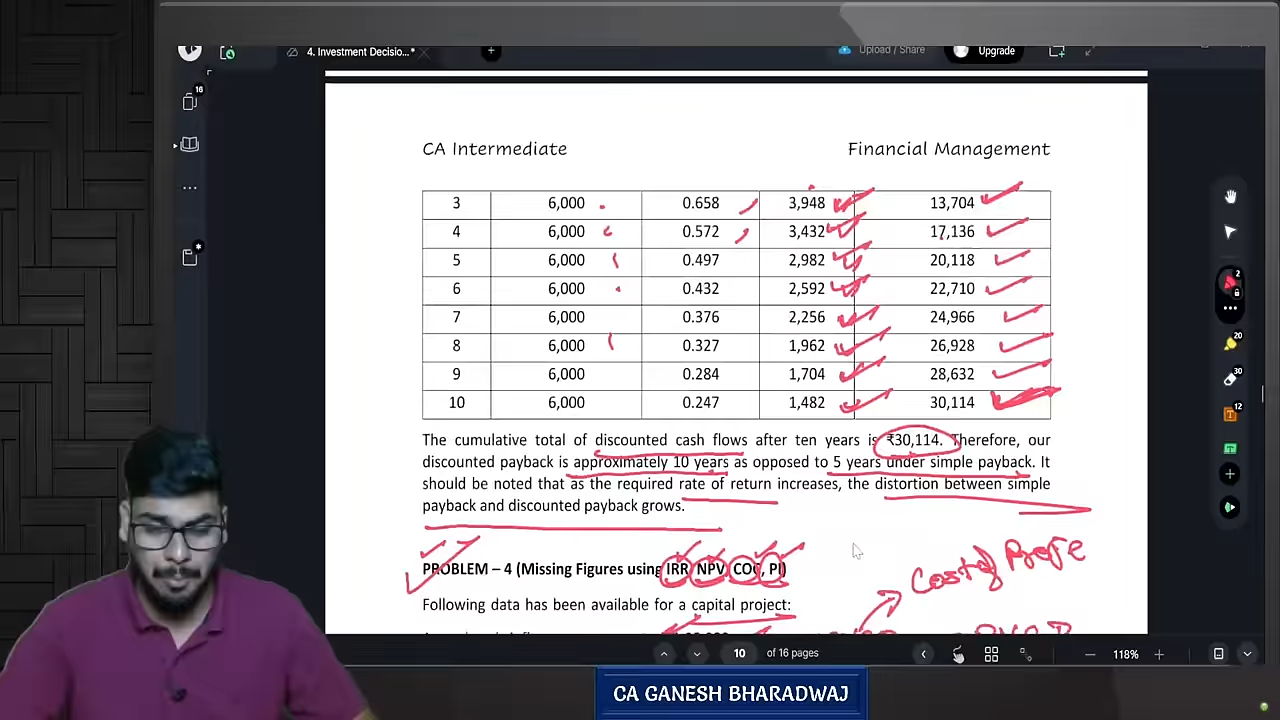 4. Investment Decisio...*
Upload / Share
Upgrade
16
CA Intermediate
Financial Management
3 6,000 0.658 3,948 13,704
4 6,000 0.572 3,432 17,136
5 6,000 0.497 2,982 20,118
6 6,000 0.432 2,592 22,710
7 6,000 0.376 2,256 24,966
8 6,000 0.327 1,962 26,928
9 6,000 0.284 1,704 28,632
10 6,000 0.247 1,482 30,114
The cumulative total of discounted cash flows after ten years is ₹30,114. Therefore, our
discounted payback is approximately 10 years as opposed to 5 years under simple payback. It
should be noted that as the required rate of return increases, the distortion between simple
payback and discounted payback grows.
PROBLEM – 4 (Missing Figures using IRR, NPV, COC, PI)
Cost of Proje
Following data has been available for a capital project:
2
20
30
12
10 of 16 pages
118%
CA GANESH BHARADWAJ